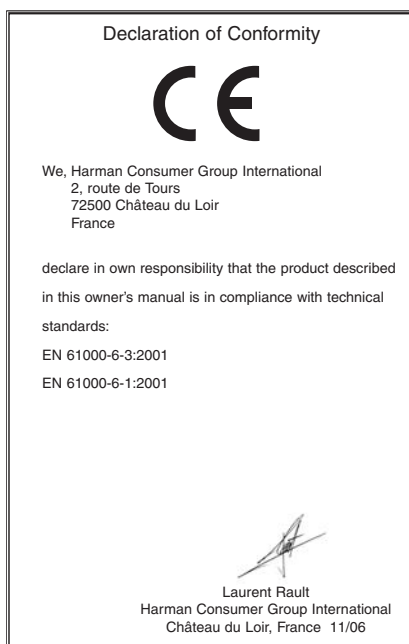 Declaration of Conformity
CE
We, Harman Consumer Group International
2, route de Tours
72500 Château du Loir
France
declare in own responsibility that the product described
in this owner's manual is in compliance with technical
standards:
EN 61000-6-3:2001
EN 61000-6-1:2001
Laurent Rault
Harman Consumer Group International
Château du Loir, France 11/06